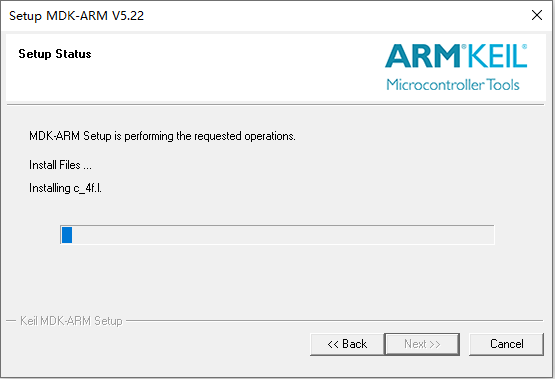 Setup MDK-ARM V5.22
Setup Status
ARM KEIL®
Microcontroller Tools
MDK-ARM Setup is performing the requested operations.
Install Files ...
Installing c_4f.l.
Keil MDK-ARM Setup
<< Back
Next >>
Cancel